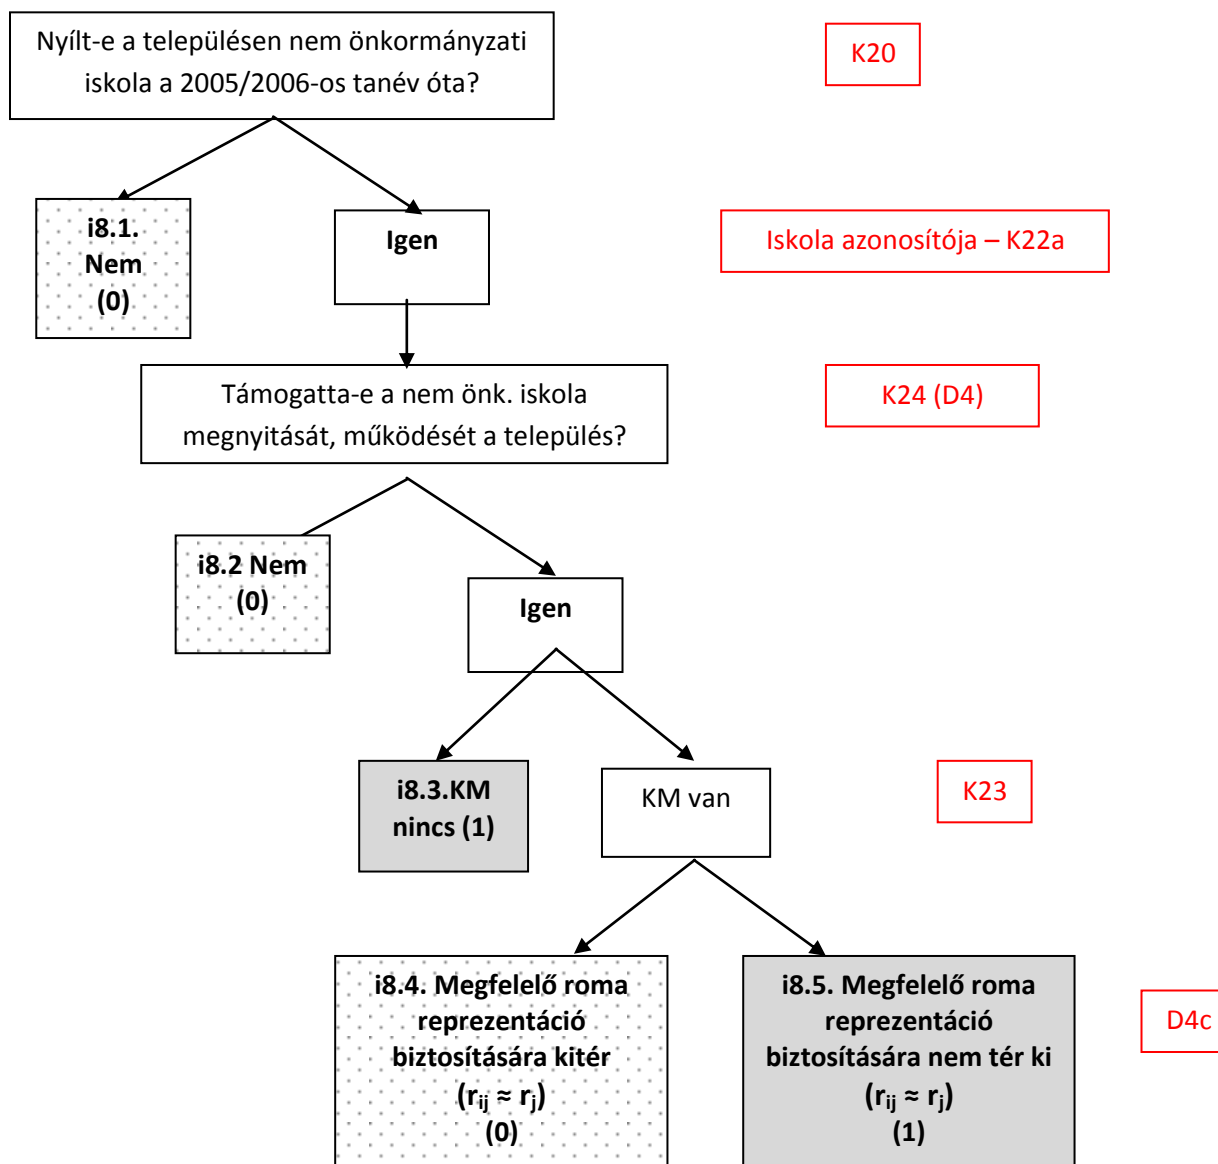 Nyílt-e a településen nem önkormányzati
iskola a 2005/2006-os tanév óta?
K20
i8.1.
Nem
(0)
Igen
Iskola azonosítója – K22a
Támogatta-e a nem önk. iskola
megnyitását, működését a település?
K24 (D4)
i8.2 Nem
(0)
Igen
i8.3.KM
nincs (1)
KM van
K23
i8.4. Megfelelő roma
reprezentáció
biztosítására kitér
(rij ≈ rj)
(0)
i8.5. Megfelelő roma
reprezentáció
biztosítására nem tér ki
(rij ≈ rj)
(1)
D4c